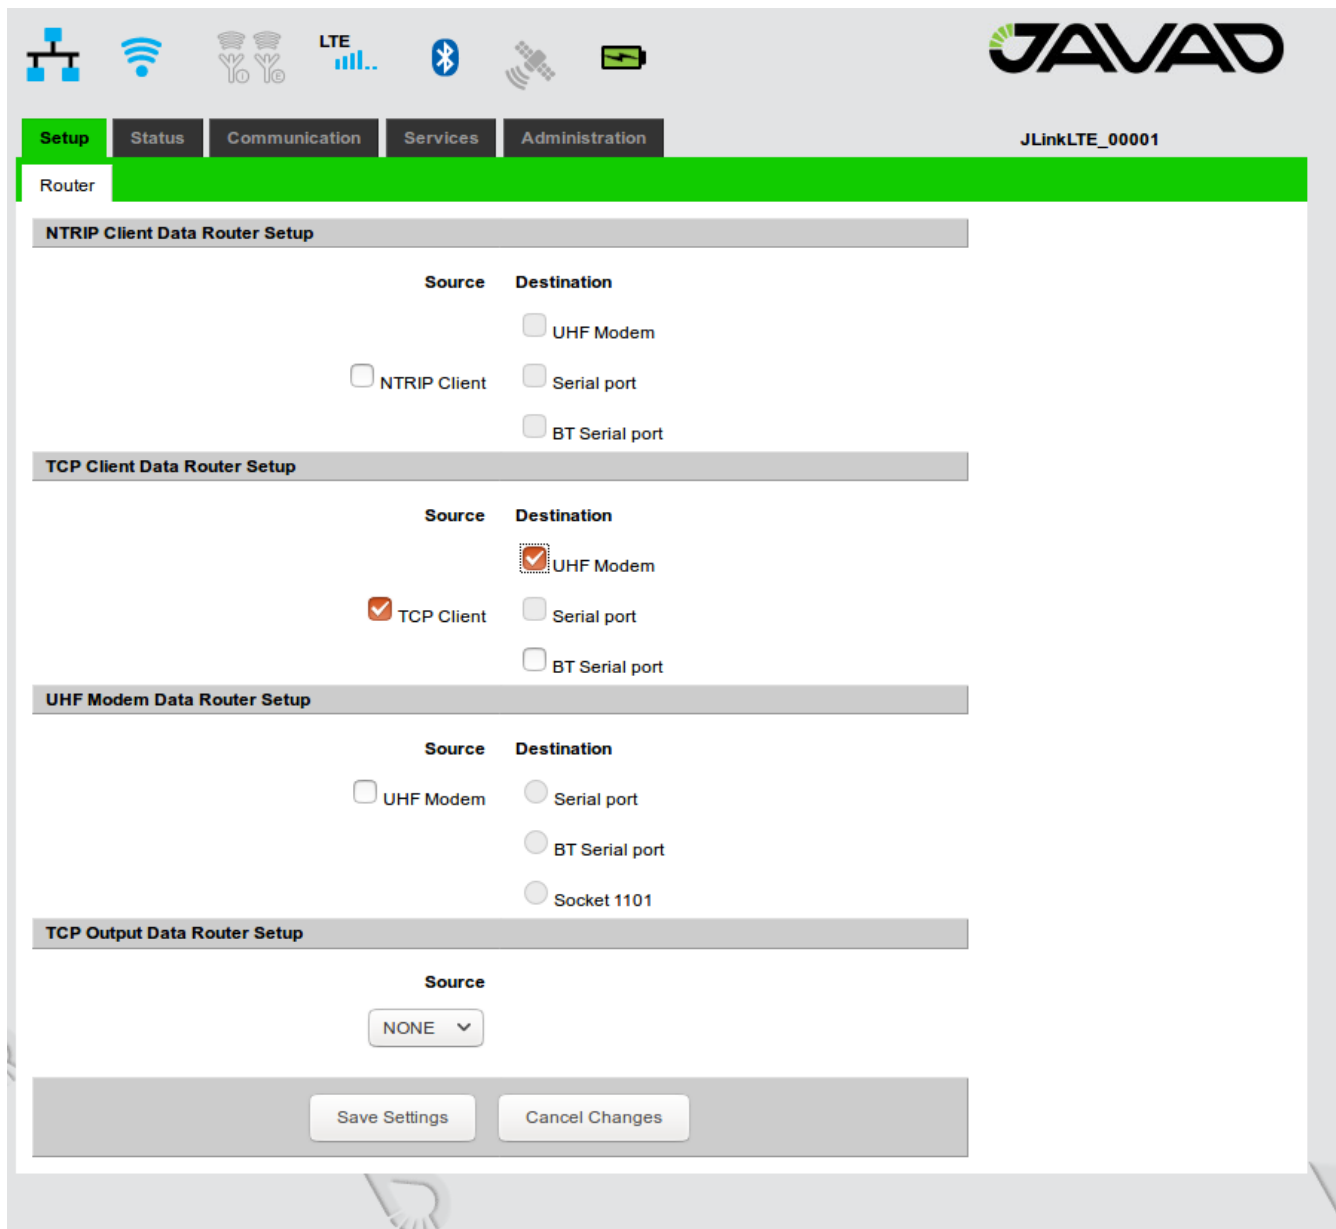 LTE
JAVAD
Setup Status Communication Services Administration JLinkLTE_00001
Router
NTRIP Client Data Router Setup
Source Destination
UHF Modem
NTRIP Client Serial port
BT Serial port
TCP Client Data Router Setup
Source Destination
UHF Modem
TCP Client Serial port
BT Serial port
UHF Modem Data Router Setup
Source Destination
UHF Modem Serial port
BT Serial port
Socket 1101
TCP Output Data Router Setup
Source
NONE
Save Settings Cancel Changes